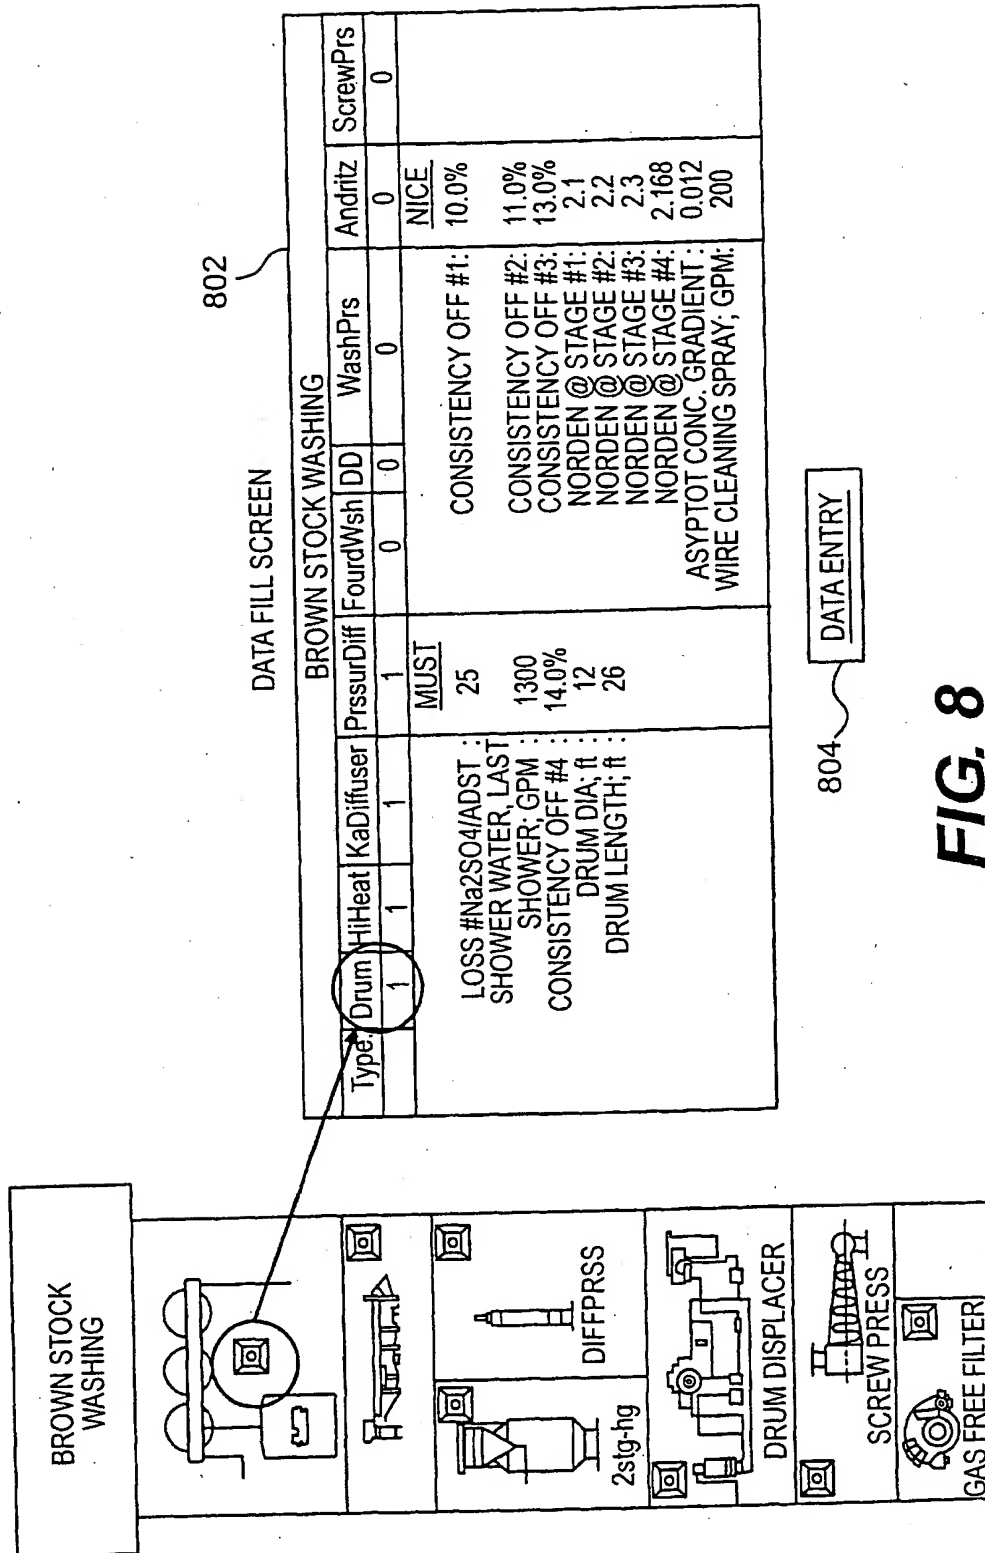 BROWN STOCK
WASHING
2stg-hg
DIFFPRSS
DRUM DISPLACER
SCREW PRESS
GAS FREE FILTER
DATA FILL SCREEN
802
BROWN STOCK WASHING
Type: Drum HiHeat KaDiffuser PrssurDiff FourdWsh DD WashPrs Andritz ScrewPrs
1 1 1 1 0 0 0 0 0
MUST NICE
LOSS #Na2SO4/ADST : 25 CONSISTENCY OFF #1: 10.0%
SHOWER WATER, LAST
SHOWER; GPM : 1300 CONSISTENCY OFF #2: 11.0%
CONSISTENCY OFF #4 : 14.0% CONSISTENCY OFF #3: 13.0%
DRUM DIA; ft : 12 NORDEN @ STAGE #1: 2.1
DRUM LENGTH; ft : 26 NORDEN @ STAGE #2: 2.2
NORDEN @ STAGE #3: 2.3
NORDEN @ STAGE #4: 2.168
ASYPTOT CONC. GRADIENT : 0.012
WIRE CLEANING SPRAY; GPM: 200
804
DATA ENTRY
FIG. 8